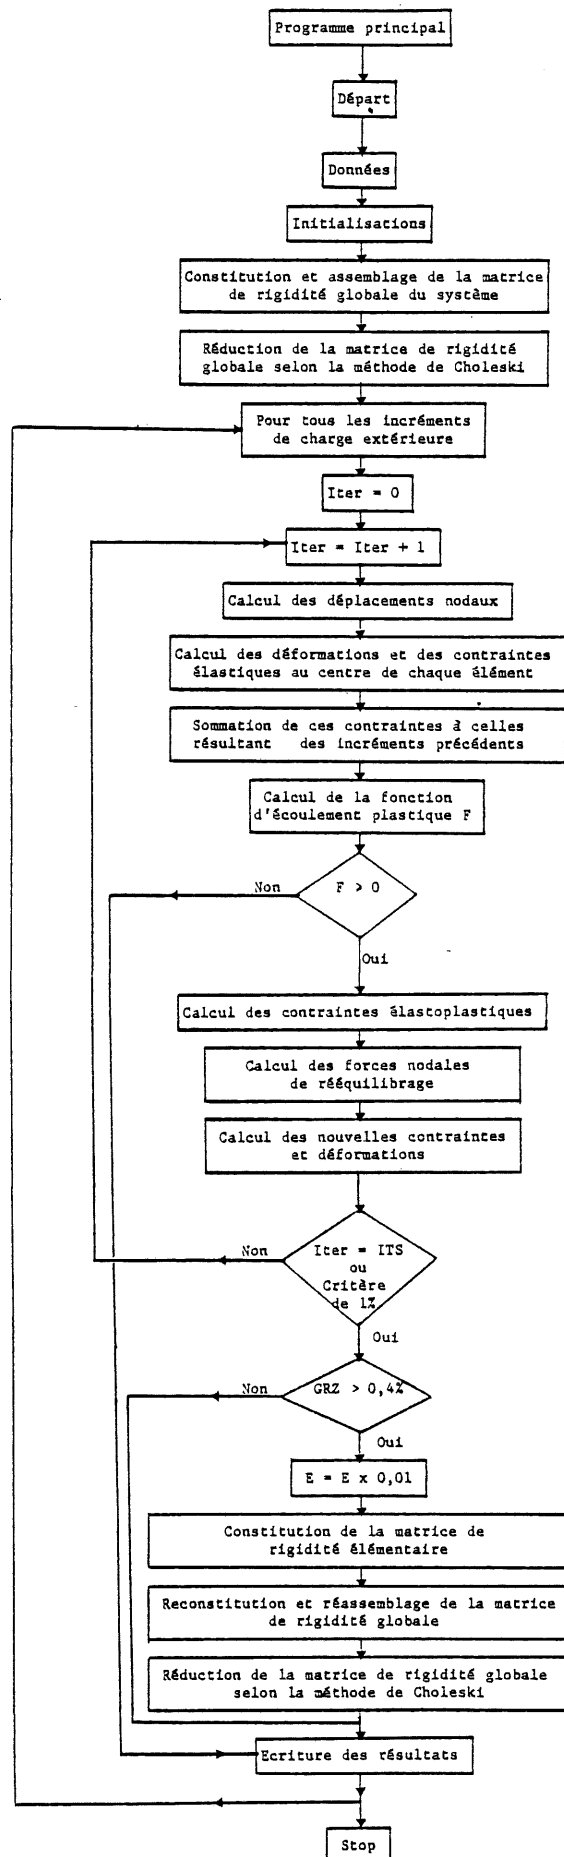 Programme principal
Départ
Données
Initialisations
Constitution et assemblage de la matrice
de rigidité globale du système
Réduction de la matrice de rigidité
globale selon la méthode de Choleski
Pour tous les incréments
de charge extérieure
Iter = 0
Iter = Iter + 1
Calcul des déplacements nodaux
Calcul des déformations et des contraintes
élastiques au centre de chaque élément
Sommation de ces contraintes à celles
résultant des incréments précédents
Calcul de la fonction
d'écoulement plastique F
Non
F > 0
Oui
Calcul des contraintes élastoplastiques
Calcul des forces nodales
de rééquilibrage
Calcul des nouvelles contraintes
et déformations
Non
Iter = ITS
ou
Critère
de 1%
Oui
Non
GRZ > 0,4%
Oui
E = E x 0,01
Constitution de la matrice de
rigidité élémentaire
Reconstitution et réassemblage de la matrice
de rigidité globale
Réduction de la matrice de rigidité globale
selon la méthode de Choleski
Ecriture des résultats
Stop